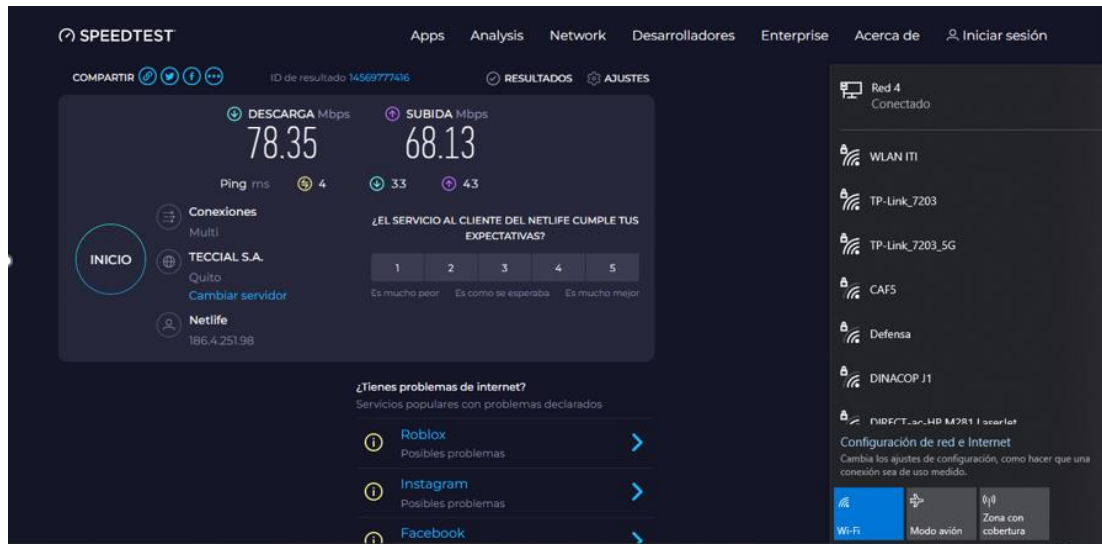 SPEEDTEST
Apps Analysis Network Desarrolladores Enterprise Acerca de Iniciar sesión
COMPARTIR ID de resultado 14569777416 RESULTADOS AJUSTES
DESCARGA Mbps SUBIDA Mbps
78.35 68.13
Ping ms 4 33 43
Conexiones
Multi
TECCIAL S.A.
Quito
Cambiar servidor
Netlife
186.4.251.98
INICIO
¿EL SERVICIO AL CLIENTE DEL NETLIFE CUMPLE TUS
EXPECTATIVAS?
1 2 3 4 5
Es mucho peor Es como se esperaba Es mucho mejor
¿Tienes problemas de internet?
Servicios populares con problemas declarados
Roblox
Posibles problemas
Instagram
Posibles problemas
Facebook
Red 4
Conectado
WLAN ITI
TP-Link_7203
TP-Link_7203_5G
CAF5
Defensa
DINACOP J1
DIRECT-ac-HP M281 LaserJet
Configuración de red e Internet
Cambia los ajustes de configuración, como hacer que una
conexión sea de uso medido.
Wi-Fi
Modo avión
Zona con
cobertura